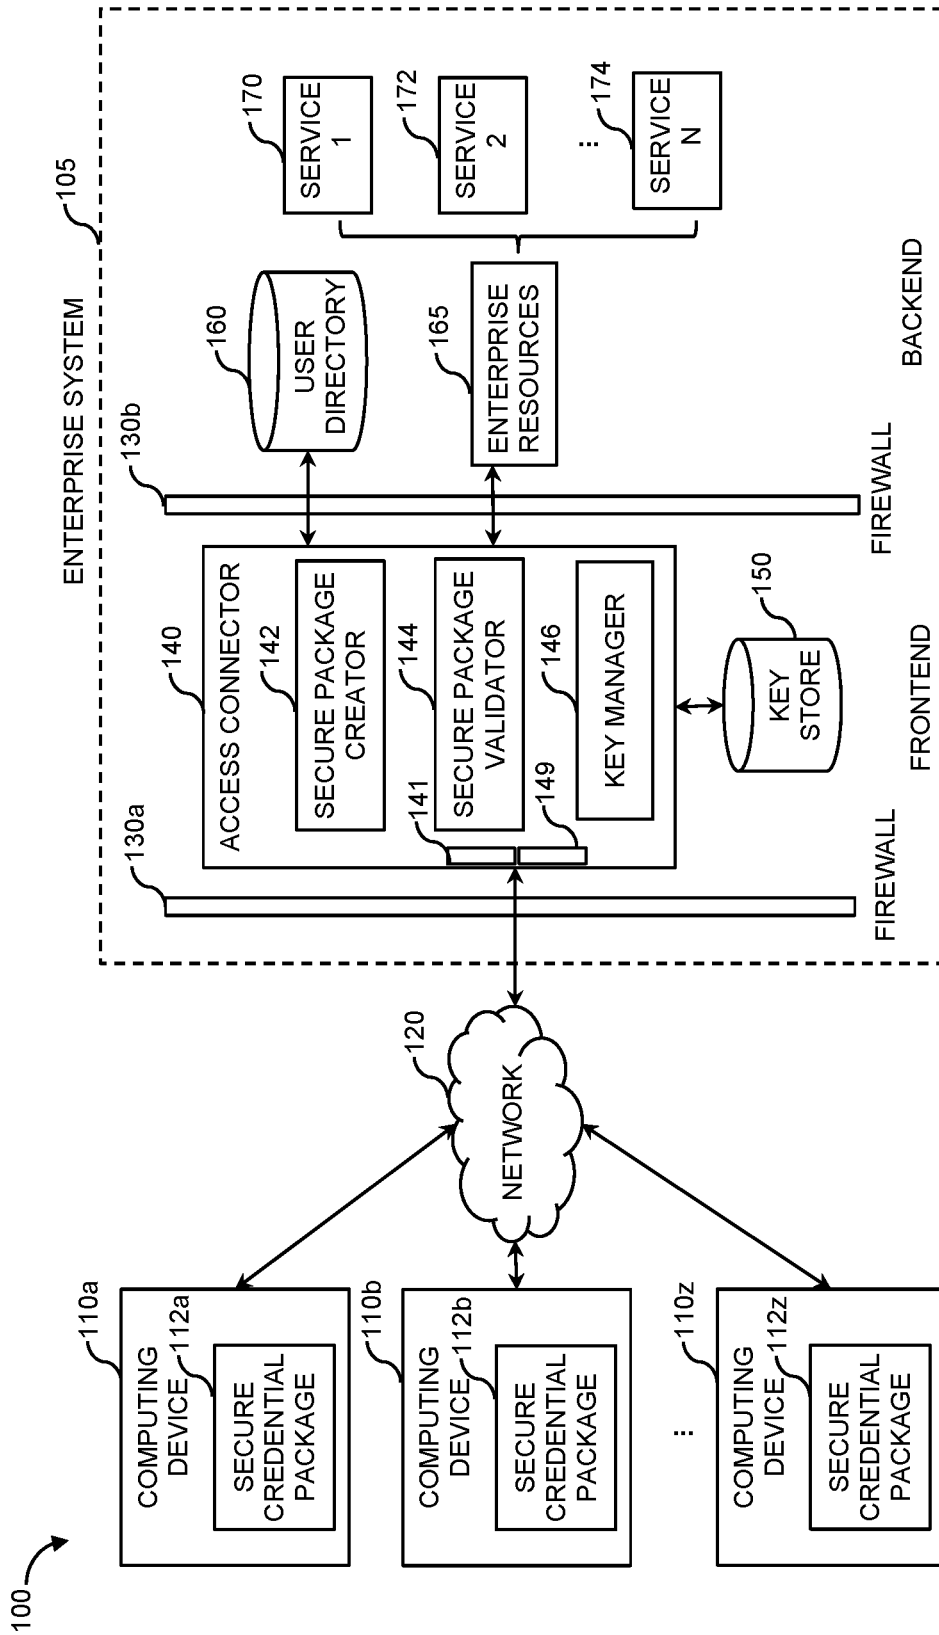 100
110a
COMPUTING
DEVICE
112a
SECURE
CREDENTIAL
PACKAGE
110b
COMPUTING
DEVICE
112b
SECURE
CREDENTIAL
PACKAGE
...
110z
COMPUTING
DEVICE
112z
SECURE
CREDENTIAL
PACKAGE
120
NETWORK
ENTERPRISE SYSTEM
105
130a
FIREWALL
140
ACCESS CONNECTOR
142
SECURE PACKAGE
CREATOR
144
SECURE PACKAGE
VALIDATOR
141
149
146
KEY MANAGER
150
KEY
STORE
FRONTEND
130b
FIREWALL
160
USER
DIRECTORY
165
ENTERPRISE
RESOURCES
170
SERVICE
1
172
SERVICE
2
...
174
SERVICE
N
BACKEND